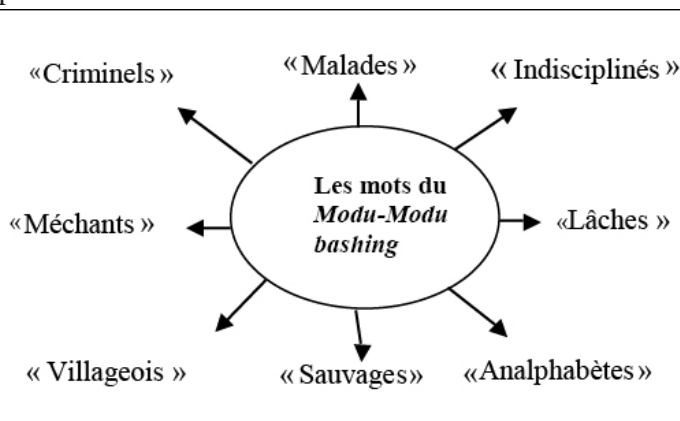 «Criminels»
«Malades»
« Indisciplinés »
Les mots du
Modu-Modu
bashing
«Méchants »
«Lâches »
« Villageois »
« Sauvages»
«Analphabètes»